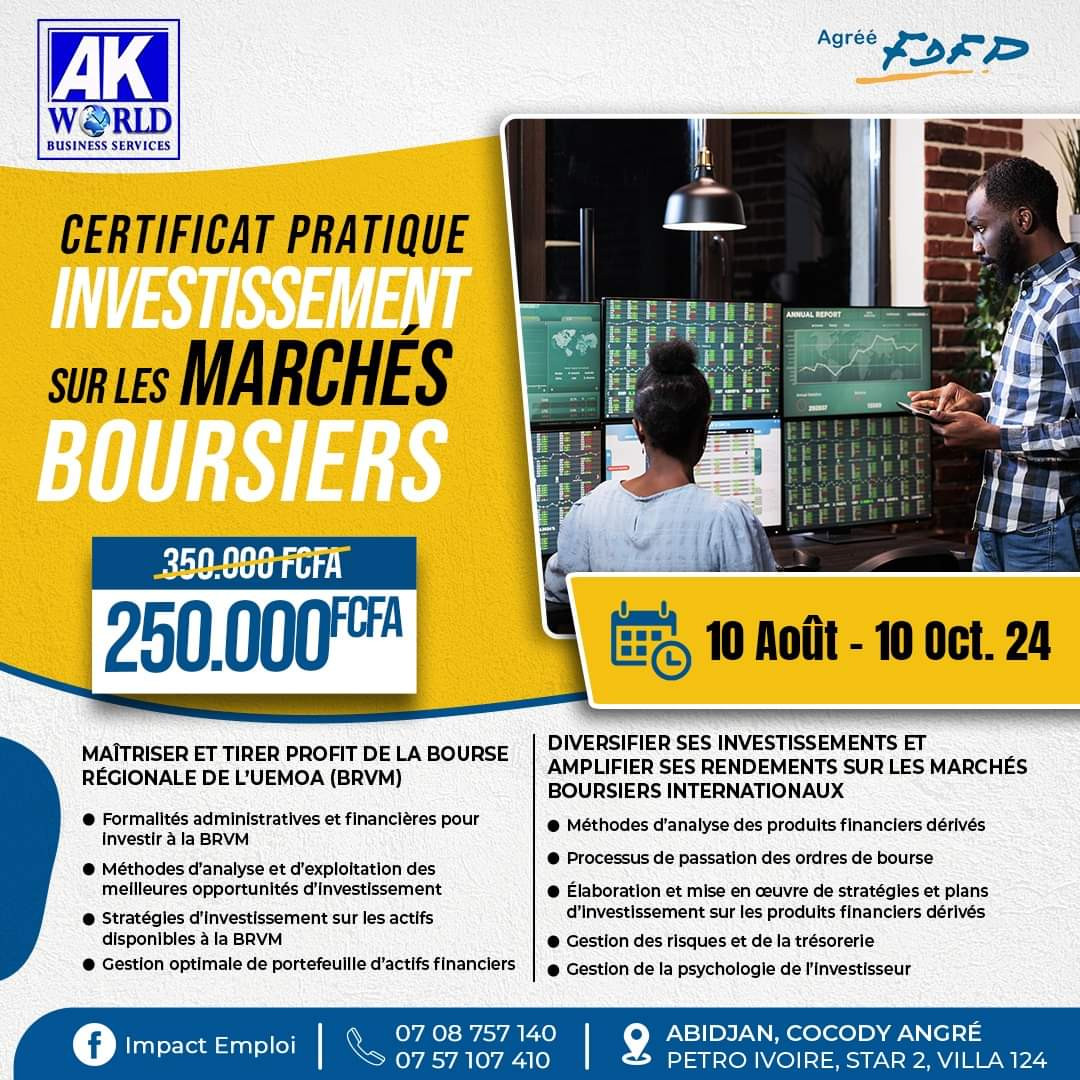 AK
WORLD
BUSINESS SERVICES
Agréé FDFP
CERTIFICAT PRATIQUE
INVESTISSEMENT
SUR LES MARCHÉS
BOURSIERS
350.000 FCFA
250.000 FCFA
ANNUAL REPORT
10 Août - 10 Oct. 24
MAÎTRISER ET TIRER PROFIT DE LA BOURSE
RÉGIONALE DE L'UEMOA (BRVM)
● Formalités administratives et financières pour
investir à la BRVM
● Méthodes d'analyse et d'exploitation des
meilleures opportunités d'investissement
● Stratégies d'investissement sur les actifs
disponibles à la BRVM
● Gestion optimale de portefeuille d'actifs financiers
DIVERSIFIER SES INVESTISSEMENTS ET
AMPLIFIER SES RENDEMENTS SUR LES MARCHÉS
BOURSIERS INTERNATIONAUX
● Méthodes d'analyse des produits financiers dérivés
● Processus de passation des ordres de bourse
● Élaboration et mise en œuvre de stratégies et plans
d'investissement sur les produits financiers dérivés
● Gestion des risques et de la trésorerie
● Gestion de la psychologie de l'investisseur
Impact Emploi
07 08 757 140
07 57 107 410
ABIDJAN, COCODY ANGRÉ
PETRO IVOIRE, STAR 2, VILLA 124